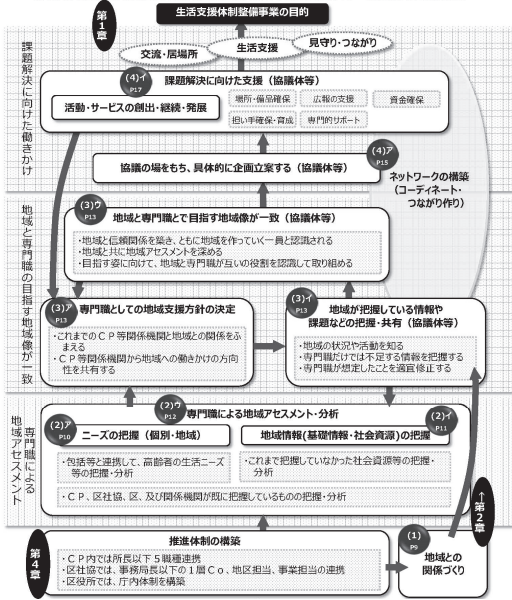 第1章
生活支援体制整備事業の目的
交流・居場所
生活支援
見守り・つながり
課題解決に向けた働きかけ
(4)イ
P17
課題解決に向けた支援(協議体等)
活動・サービスの創出・継続・発展
場所・備品確保
広報の支援
資金確保
担い手確保・育成
専門的サポート
(4)ア
P15
協議の場をもち、具体的に企画立案する(協議体等)
ネットワークの構築
(コーディネート・
つながり作り)
地域と専門職の目指す地域像が一致
(3)ウ
P13
地域と専門職とで目指す地域像が一致(協議体等)
・地域と信頼関係を築き、ともに地域を作っていく一員と認識される
・地域と共に地域アセスメントを深める
・目指す姿に向けて、地域と専門職が互いの役割を認識して取り組める
(3)ア
P13
専門職としての地域支援方針の決定
・これまでのCP等関係機関と地域との関係をふ
まえる
・CP等関係機関から地域への働きかけの方向
性を共有する
(3)イ
P13
地域が把握している情報や
課題などの把握・共有(協議体等)
・地域の状況や活動を知る
・専門職だけでは不足する情報を把握する
・専門職が想定したことを適宜修正する
専門職による
地域アセスメント
(2)ウ
P12
専門職による地域アセスメント・分析
(2)ア
P10
ニーズの把握(個別・地域)
・包括等と連携して、高齢者の生活ニーズ
等の把握・分析
(2)イ
P11
地域情報(基礎情報・社会資源)の把握
・これまで把握していなかった社会資源等の把握・
分析
・CP、区社協、区、及び関係機関が既に把握しているものの把握・分析
第4章
推進体制の構築
・CP内では所長以下5職種連携
・区社協では、事務局長以下の1層Co、地区担当、事業担当の連携
・区役所では、庁内体制を構築
(1)
P9
地域との
関係づくり
↑第2章